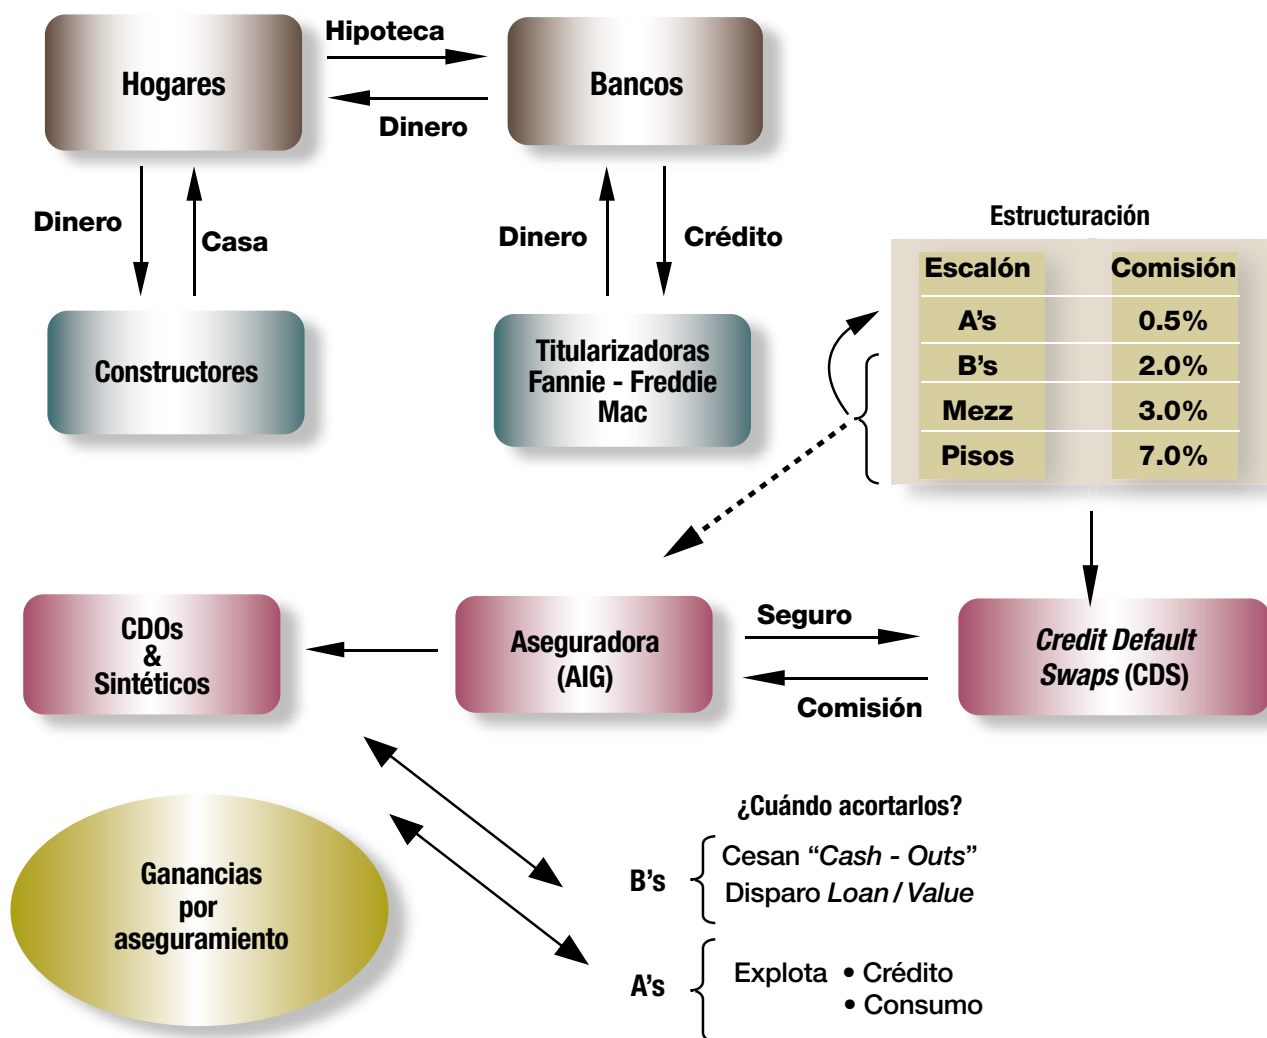 Hogares
Hipoteca
Dinero
Bancos
Dinero
Casa
Dinero
Crédito
Constructores
Titularizadoras
Fannie - Freddie
Mac
Estructuración
Escalón Comisión
A’s 0.5%
B’s 2.0%
Mezz 3.0%
Pisos 7.0%
CDOs
&
Sintéticos
Aseguradora
(AIG)
Seguro
Comisión
Credit Default
Swaps (CDS)
Ganancias
por
aseguramiento
¿Cuándo acortarlos?
B’s
Cesan “Cash - Outs”
Disparo Loan / Value
A’s
Explota • Crédito
• Consumo